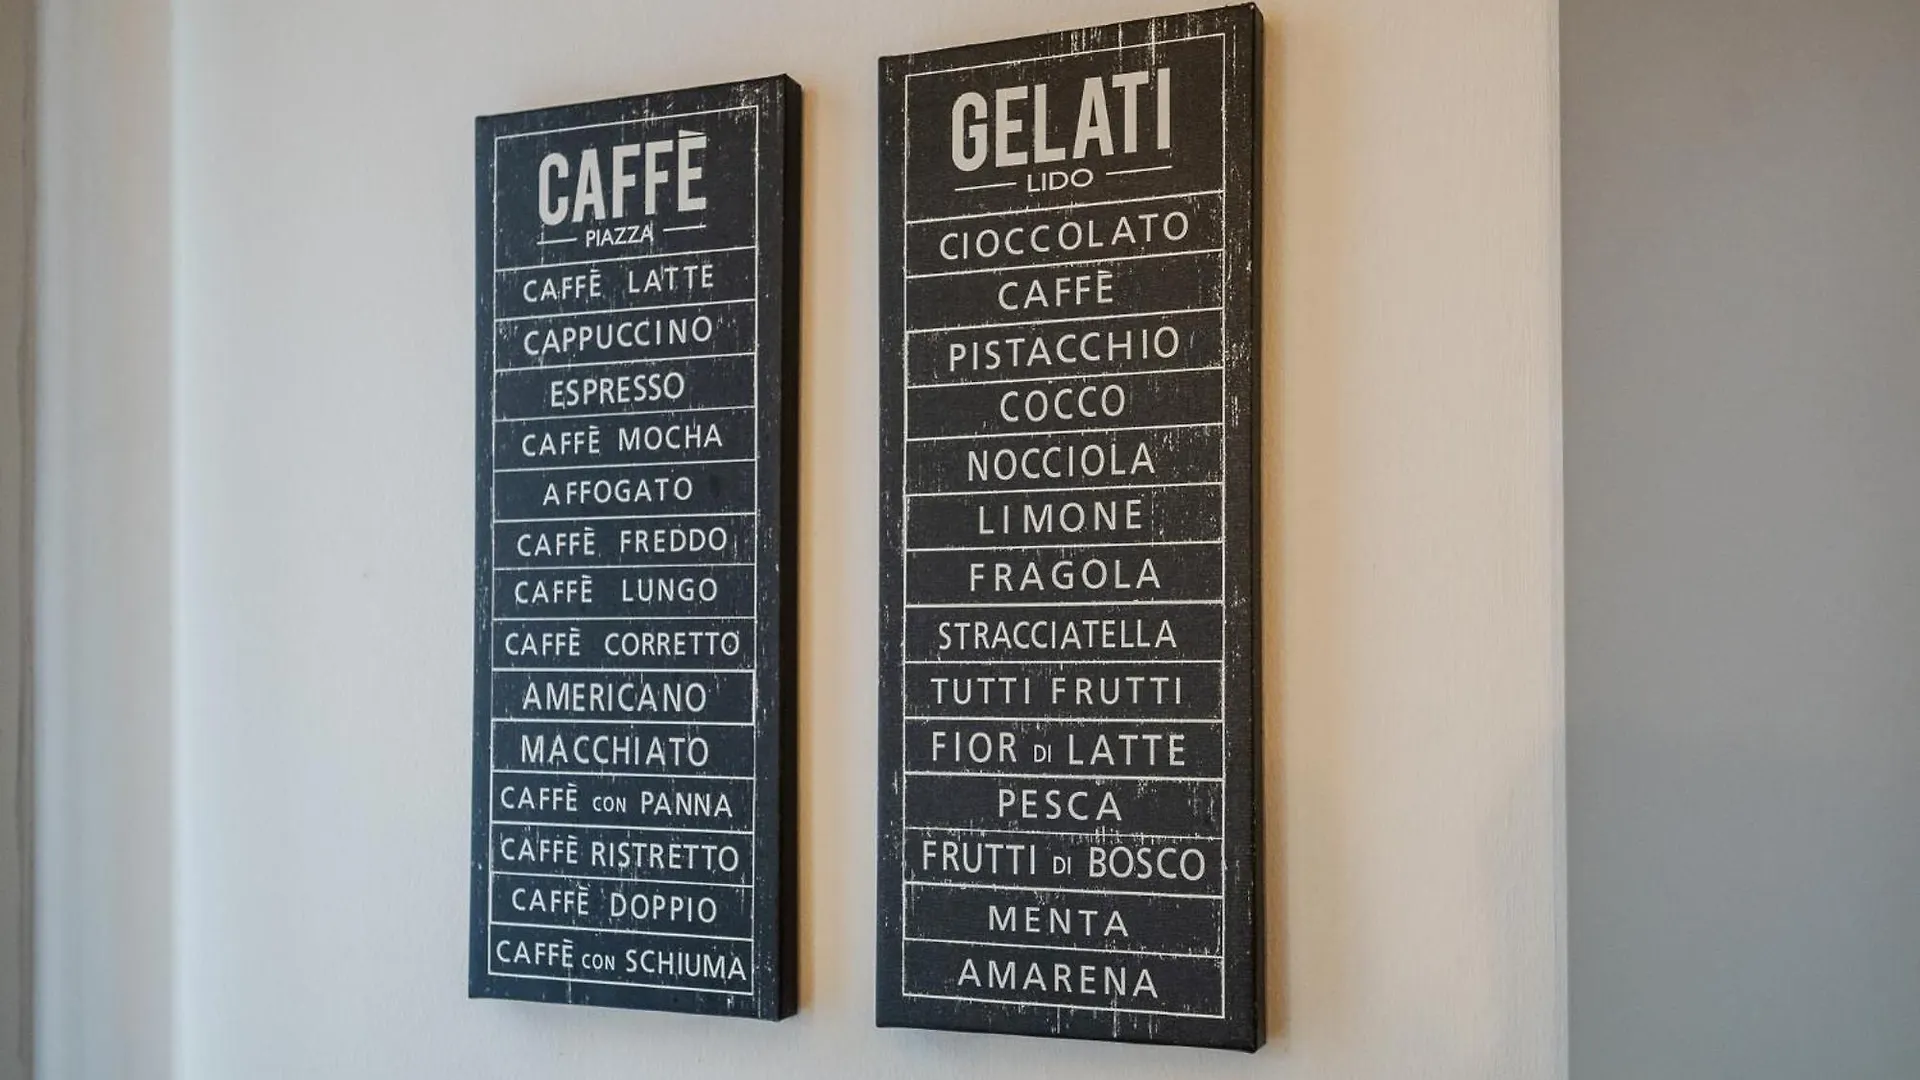 CAFFÈ
PIAZZA
CAFFÈ LATTE
CAPPUCCINO
ESPRESSO
CAFFÈ MOCHA
AFFOGATO
CAFFÈ FREDDO
CAFFÈ LUNGO
CAFFÈ CORRETTO
AMERICANO
MACCHIATO
CAFFÈ CON PANNA
CAFFÈ RISTRETTO
CAFFÈ DOPPIO
CAFFÈ CON SCHIUMA
GELATI
LIDO
CIOCCOLATO
CAFFÈ
PISTACCHIO
COCCO
NOCCIOLA
LIMONE
FRAGOLA
STRACCIATELLA
TUTTI FRUTTI
FIOR DI LATTE
PESCA
FRUTTI DI BOSCO
MENTA
AMARENA